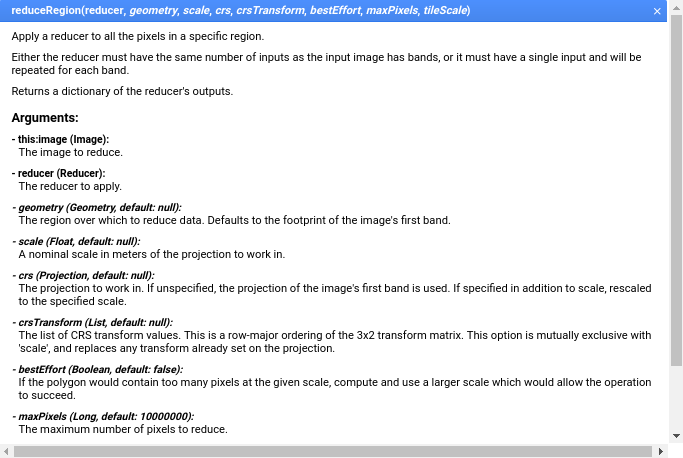 reduceRegion(reducer, geometry, scale, crs, crsTransform, bestEffort, maxPixels, tileScale) ×
Apply a reducer to all the pixels in a specific region.
Either the reducer must have the same number of inputs as the input image has bands, or it must have a single input and will be
repeated for each band.
Returns a dictionary of the reducer's outputs.
Arguments:
- this:image (Image):
The image to reduce.
- reducer (Reducer):
The reducer to apply.
- geometry (Geometry, default: null):
The region over which to reduce data. Defaults to the footprint of the image's first band.
- scale (Float, default: null):
A nominal scale in meters of the projection to work in.
- crs (Projection, default: null):
The projection to work in. If unspecified, the projection of the image's first band is used. If specified in addition to scale, rescaled
to the specified scale.
- crsTransform (List, default: null):
The list of CRS transform values. This is a row-major ordering of the 3x2 transform matrix. This option is mutually exclusive with
'scale', and replaces any transform already set on the projection.
- bestEffort (Boolean, default: false):
If the polygon would contain too many pixels at the given scale, compute and use a larger scale which would allow the operation
to succeed.
- maxPixels (Long, default: 10000000):
The maximum number of pixels to reduce.